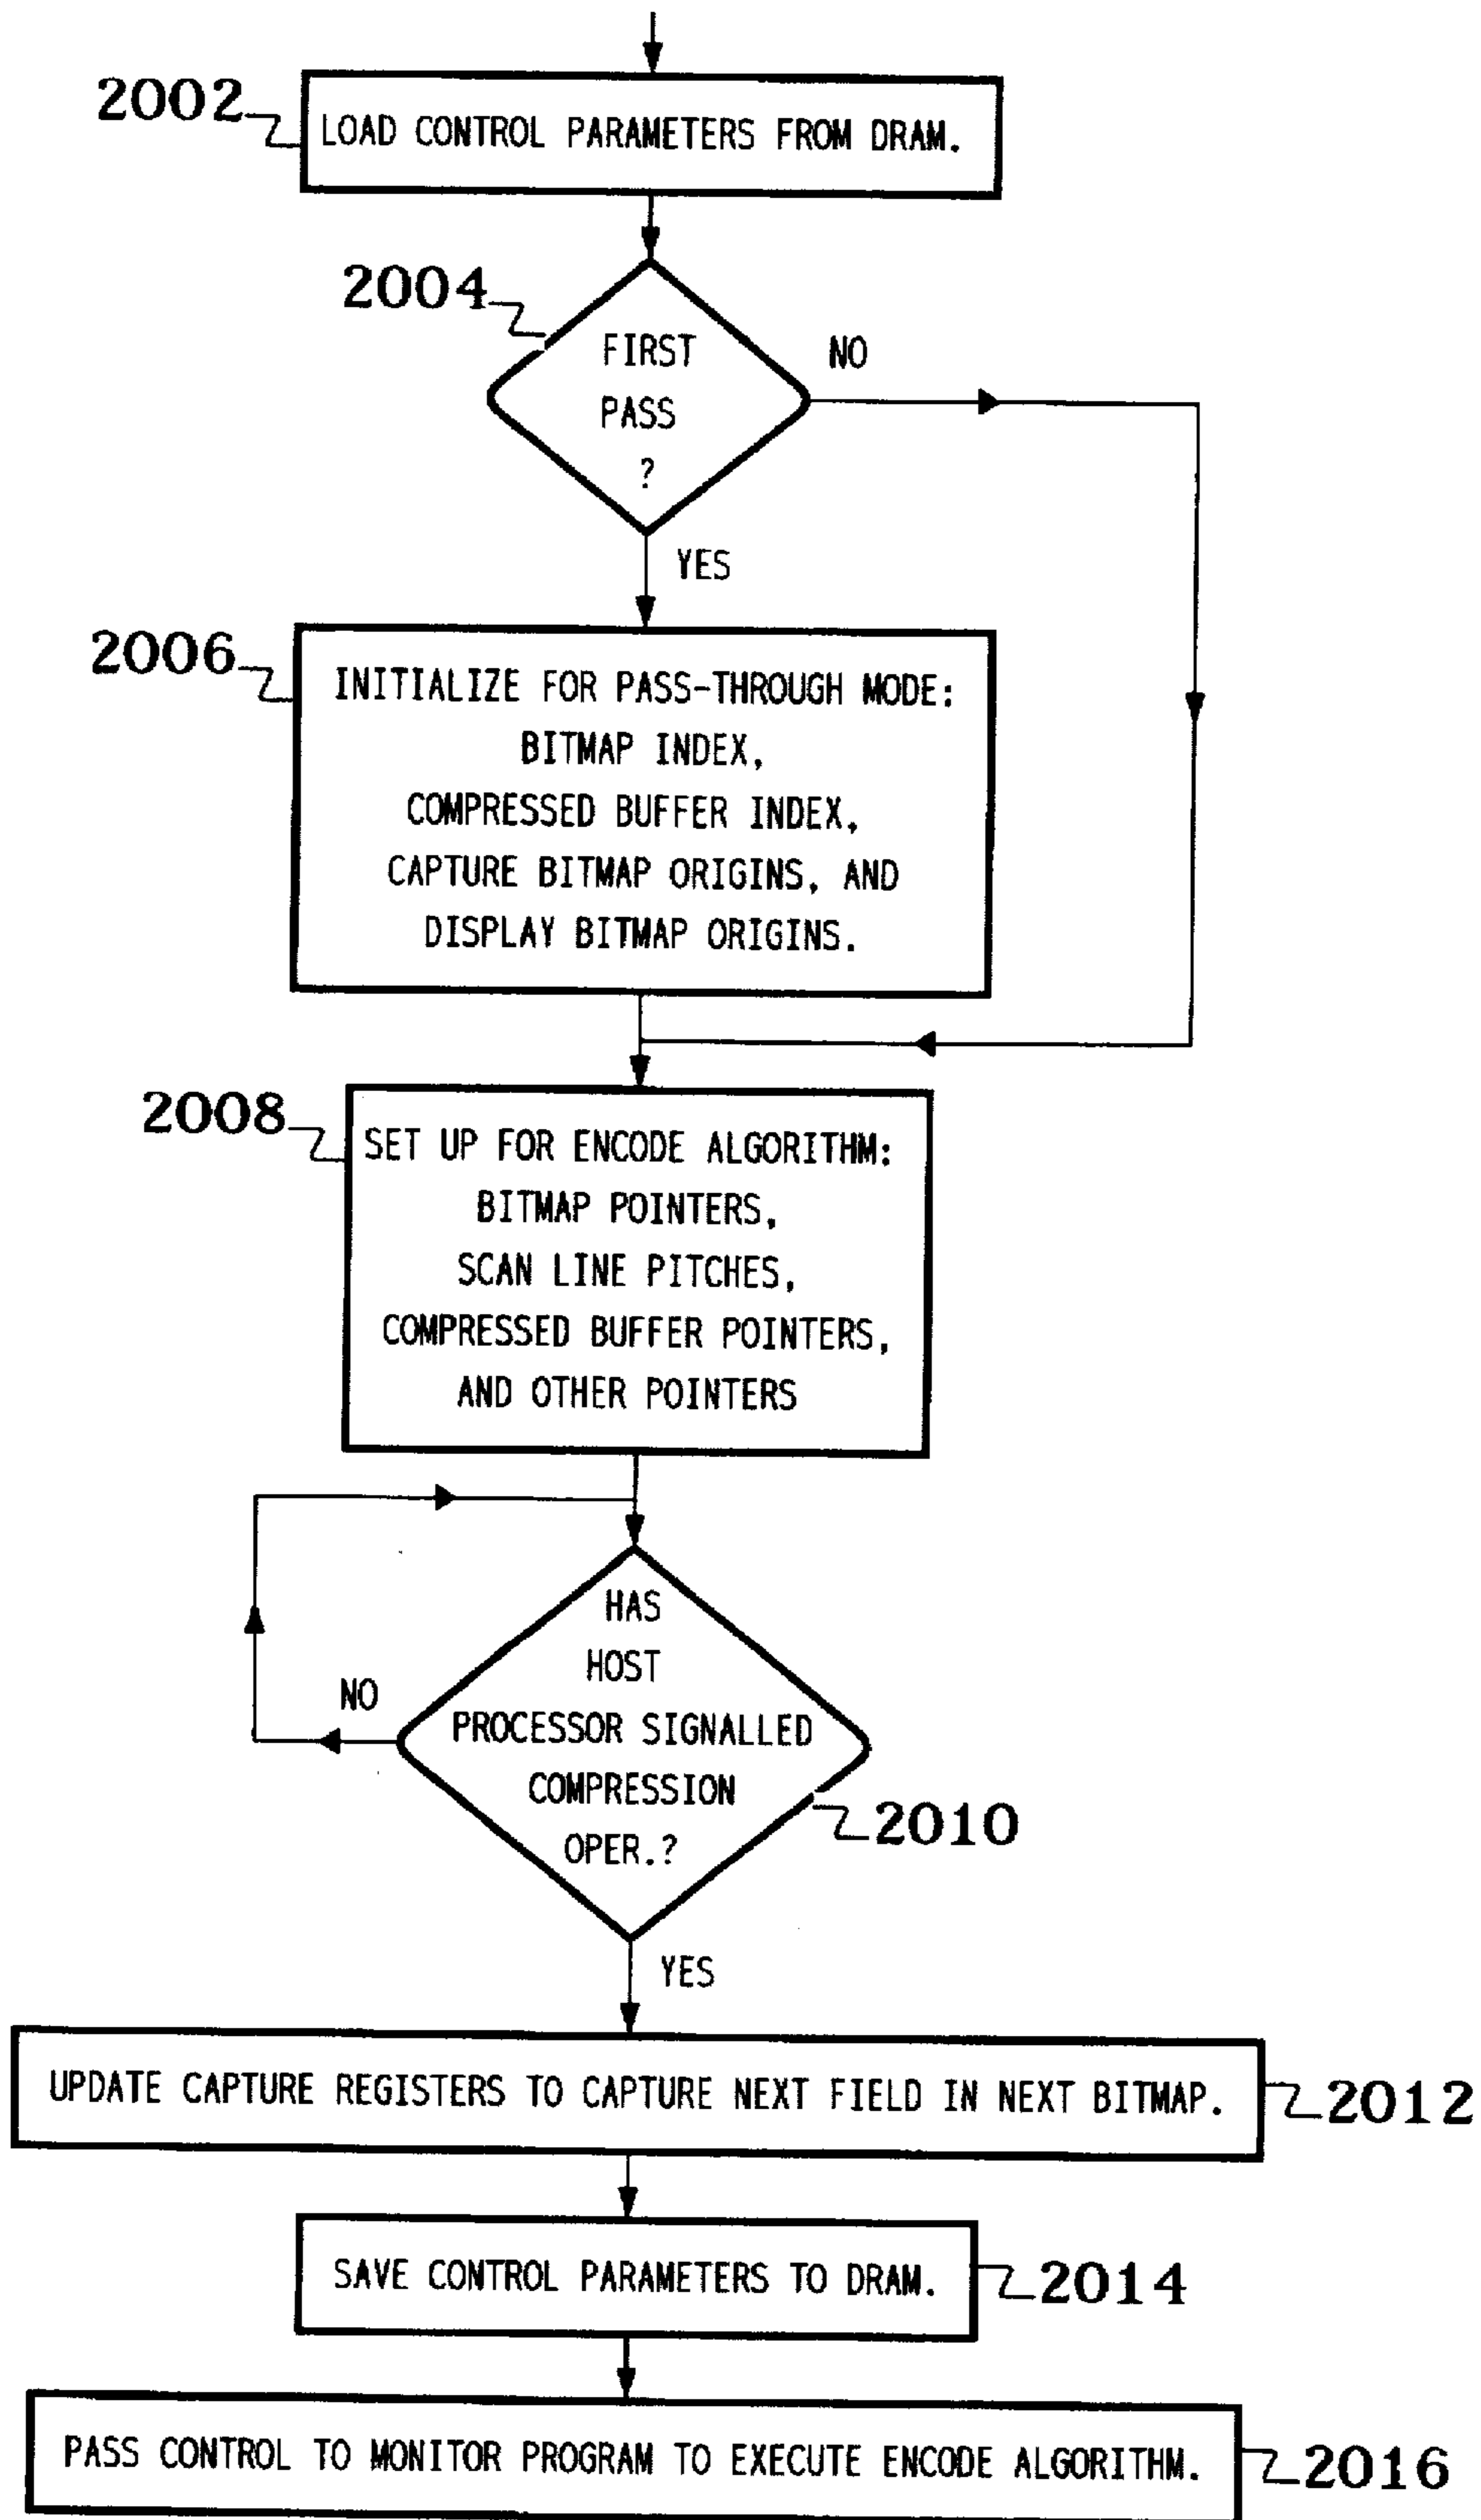 2002
LOAD CONTROL PARAMETERS FROM DRAM.
2004
FIRST
PASS
?
NO
YES
2006
INITIALIZE FOR PASS-THROUGH MODE:
BITMAP INDEX,
COMPRESSED BUFFER INDEX,
CAPTURE BITMAP ORIGINS, AND
DISPLAY BITMAP ORIGINS.
2008
SET UP FOR ENCODE ALGORITHM:
BITMAP POINTERS,
SCAN LINE PITCHES,
COMPRESSED BUFFER POINTERS,
AND OTHER POINTERS
HAS
HOST
PROCESSOR SIGNALLED
COMPRESSION
OPER.?
NO
2010
YES
UPDATE CAPTURE REGISTERS TO CAPTURE NEXT FIELD IN NEXT BITMAP.
2012
SAVE CONTROL PARAMETERS TO DRAM.
2014
PASS CONTROL TO MONITOR PROGRAM TO EXECUTE ENCODE ALGORITHM.
2016